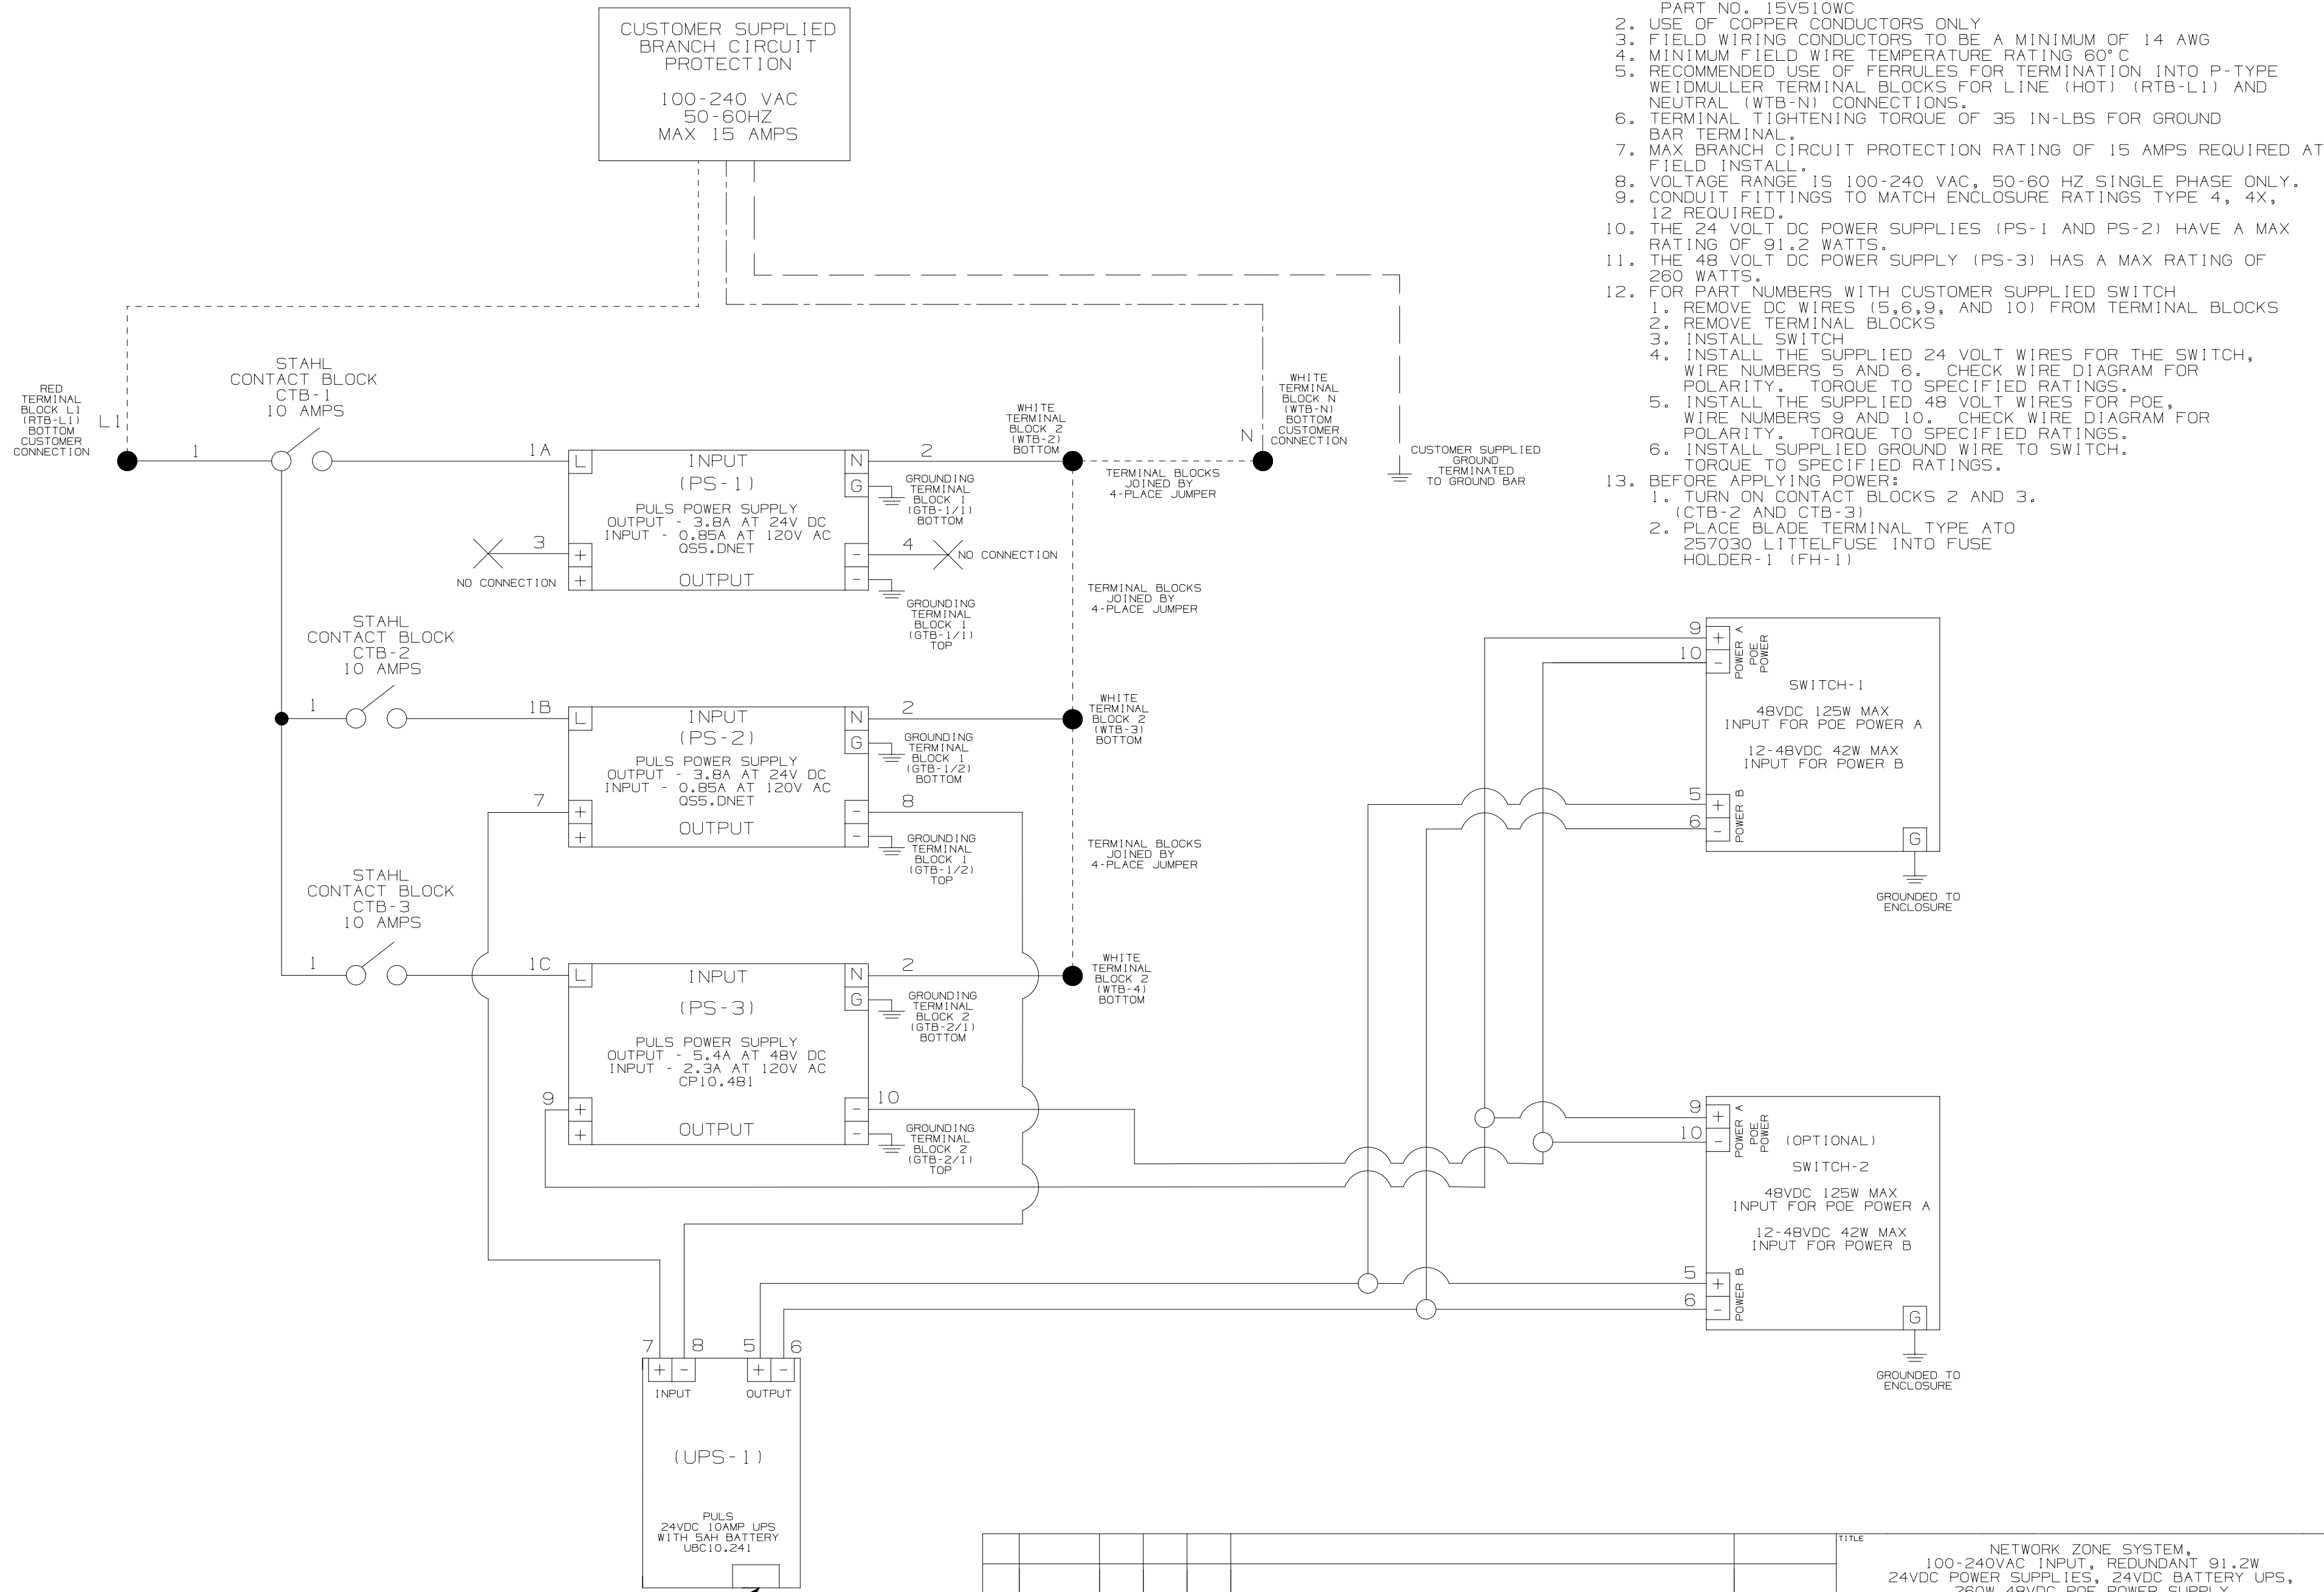 CUSTOMER SUPPLIED
BRANCH CIRCUIT
PROTECTION
100-240 VAC
50-60HZ
MAX 15 AMPS
PART NO. 15V510WC
2. USE OF COPPER CONDUCTORS ONLY
3. FIELD WIRING CONDUCTORS TO BE A MINIMUM OF 14 AWG
4. MINIMUM FIELD WIRE TEMPERATURE RATING 60°C
5. RECOMMENDED USE OF FERRULES FOR TERMINATION INTO P-TYPE
WEIDMULLER TERMINAL BLOCKS FOR LINE (HOT) (RTB-L1) AND
NEUTRAL (WTB-N) CONNECTIONS.
6. TERMINAL TIGHTENING TORQUE OF 35 IN-LBS FOR GROUND
BAR TERMINAL.
7. MAX BRANCH CIRCUIT PROTECTION RATING OF 15 AMPS REQUIRED AT
FIELD INSTALL.
8. VOLTAGE RANGE IS 100-240 VAC, 50-60 HZ SINGLE PHASE ONLY.
9. CONDUIT FITTINGS TO MATCH ENCLOSURE RATINGS TYPE 4, 4X,
12 REQUIRED.
10. THE 24 VOLT DC POWER SUPPLIES (PS-1 AND PS-2) HAVE A MAX
RATING OF 91.2 WATTS.
11. THE 48 VOLT DC POWER SUPPLY (PS-3) HAS A MAX RATING OF
260 WATTS.
12. FOR PART NUMBERS WITH CUSTOMER SUPPLIED SWITCH
1. REMOVE DC WIRES (5,6,9, AND 10) FROM TERMINAL BLOCKS
2. REMOVE TERMINAL BLOCKS
3. INSTALL SWITCH
4. INSTALL THE SUPPLIED 24 VOLT WIRES FOR THE SWITCH,
WIRE NUMBERS 5 AND 6. CHECK WIRE DIAGRAM FOR
POLARITY. TORQUE TO SPECIFIED RATINGS.
5. INSTALL THE SUPPLIED 48 VOLT WIRES FOR POE,
WIRE NUMBERS 9 AND 10. CHECK WIRE DIAGRAM FOR
POLARITY. TORQUE TO SPECIFIED RATINGS.
6. INSTALL SUPPLIED GROUND WIRE TO SWITCH.
TORQUE TO SPECIFIED RATINGS.
13. BEFORE APPLYING POWER:
1. TURN ON CONTACT BLOCKS 2 AND 3.
(CTB-2 AND CTB-3)
2. PLACE BLADE TERMINAL TYPE ATO
257030 LITTELFUSE INTO FUSE
HOLDER-1 (FH-1)
RED
TERMINAL
BLOCK L1
(RTB-L1)
BOTTOM
CUSTOMER
CONNECTION
L1
1
STAHL
CONTACT BLOCK
CTB-1
10 AMPS
1A
L
INPUT
(PS-1)
PULS POWER SUPPLY
OUTPUT - 3.8A AT 24V DC
INPUT - 0.85A AT 120V AC
QS5.DNET
OUTPUT
3
+
+
NO CONNECTION
N
G
2
GROUNDING
TERMINAL
BLOCK 1
(GTB-1/1)
BOTTOM
-
-
4
NO CONNECTION
GROUNDING
TERMINAL
BLOCK 1
(GTB-1/1)
TOP
WHITE
TERMINAL
BLOCK 2
(WTB-2)
BOTTOM
TERMINAL BLOCKS
JOINED BY
4-PLACE JUMPER
N
WHITE
TERMINAL
BLOCK N
(WTB-N)
BOTTOM
CUSTOMER
CONNECTION
CUSTOMER SUPPLIED
GROUND
TERMINATED
TO GROUND BAR
TERMINAL BLOCKS
JOINED BY
4-PLACE JUMPER
STAHL
CONTACT BLOCK
CTB-2
10 AMPS
1
1B
L
INPUT
(PS-2)
PULS POWER SUPPLY
OUTPUT - 3.8A AT 24V DC
INPUT - 0.85A AT 120V AC
QS5.DNET
OUTPUT
7
+
+
N
G
2
GROUNDING
TERMINAL
BLOCK 1
(GTB-1/2)
BOTTOM
8
-
-
GROUNDING
TERMINAL
BLOCK 1
(GTB-1/2)
TOP
WHITE
TERMINAL
BLOCK 2
(WTB-3)
BOTTOM
TERMINAL BLOCKS
JOINED BY
4-PLACE JUMPER
STAHL
CONTACT BLOCK
CTB-3
10 AMPS
1
1C
L
INPUT
(PS-3)
PULS POWER SUPPLY
OUTPUT - 5.4A AT 48V DC
INPUT - 2.3A AT 120V AC
CP10.481
OUTPUT
9
+
+
N
G
2
GROUNDING
TERMINAL
BLOCK 2
(GTB-2/1)
BOTTOM
10
-
-
GROUNDING
TERMINAL
BLOCK 2
(GTB-2/1)
TOP
WHITE
TERMINAL
BLOCK 2
(WTB-4)
BOTTOM
9
+
10
-
POWER A
POE
POWER
SWITCH-1
48VDC 125W MAX
INPUT FOR POE POWER A
12-48VDC 42W MAX
INPUT FOR POWER B
5
+
6
-
POWER B
G
GROUNDED TO
ENCLOSURE
9
+
10
-
POWER A
POE
POWER
(OPTIONAL)
SWITCH-2
48VDC 125W MAX
INPUT FOR POE POWER A
12-48VDC 42W MAX
INPUT FOR POWER B
5
+
6
-
POWER B
G
GROUNDED TO
ENCLOSURE
7 8 5 6
+ - + -
INPUT OUTPUT
(UPS-1)
PULS
24VDC 10AMP UPS
WITH 5AH BATTERY
UBC10.241
TITLE
NETWORK ZONE SYSTEM,
100-240VAC INPUT, REDUNDANT 91.2W
24VDC POWER SUPPLIES, 24VDC BATTERY UPS,
260W 48VDC POE POWER SUPPLY